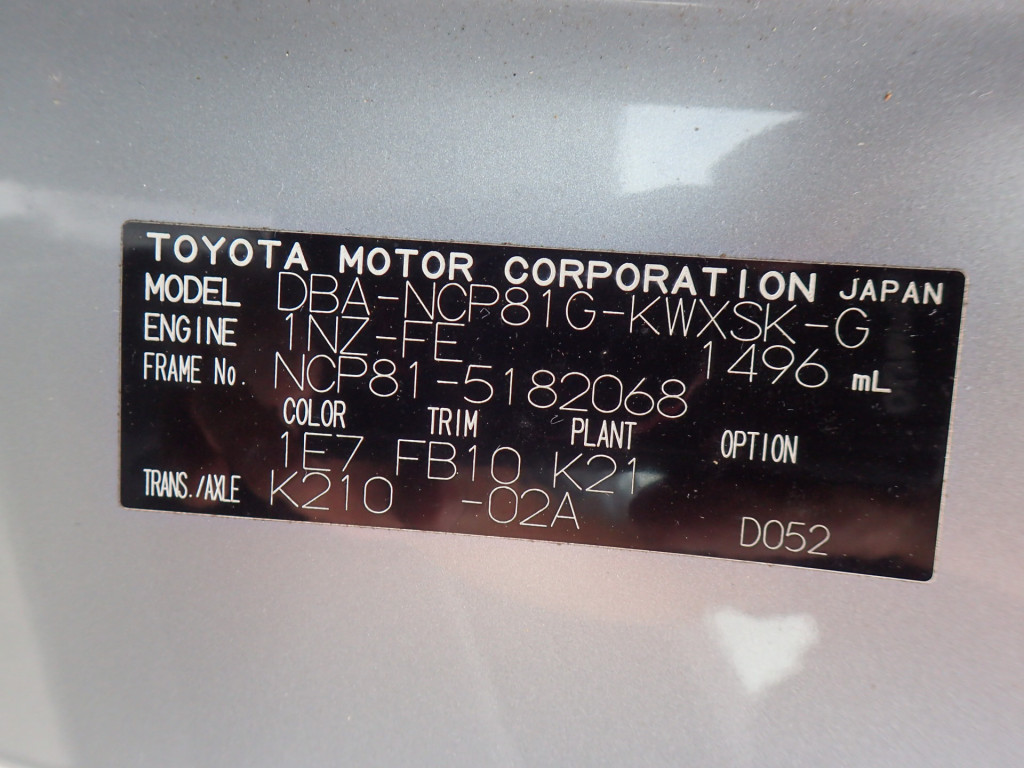 TOYOTA MOTOR CORPORATION JAPAN
MODEL DBA-NCP81G-KWXSK-G
ENGINE 1NZ-FE 1496 mL
FRAME No. NCP81-5182068
COLOR TRIM PLANT OPTION
1E7 FB10 K21
TRANS./AXLE K210 -02A D052